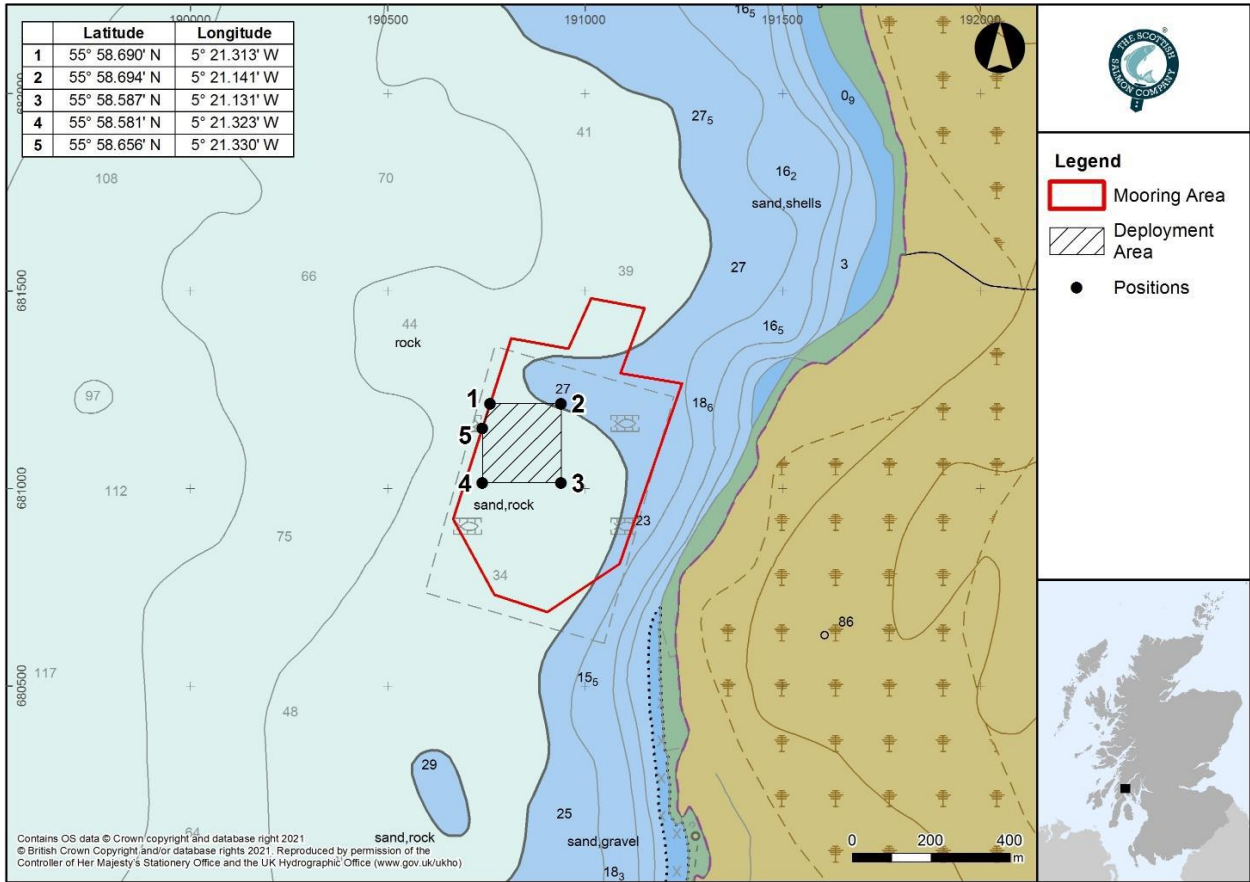 190000 190500 191000 191500 192000
Latitude Longitude
1 55° 58.690' N 5° 21.313' W
2 55° 58.694' N 5° 21.141' W
3 55° 58.587' N 5° 21.131' W
4 55° 58.581' N 5° 21.323' W
5 55° 58.656' N 5° 21.330' W
682000
681500
681000
680500
16₅
27₅
0₉
41
16₂
sand,shells
108
70
66
39
27
3
44
rock
16₅
97
27
18₆
1
2
5
4
3
sand,rock
112
75
23
34
86
117
48
15₅
29
25
64
sand,rock
sand,gravel
18₃
Contains OS data © Crown copyright and database right 2021
© British Crown Copyright and/or database rights 2021. Reproduced by permission of the
Controller of Her Majesty's Stationery Office and the UK Hydrographic Office (www.gov.uk/ukho)
0 200 400
m
THE SCOTTISH
SALMON COMPANY
®
Legend
Mooring Area
Deployment
Area
Positions